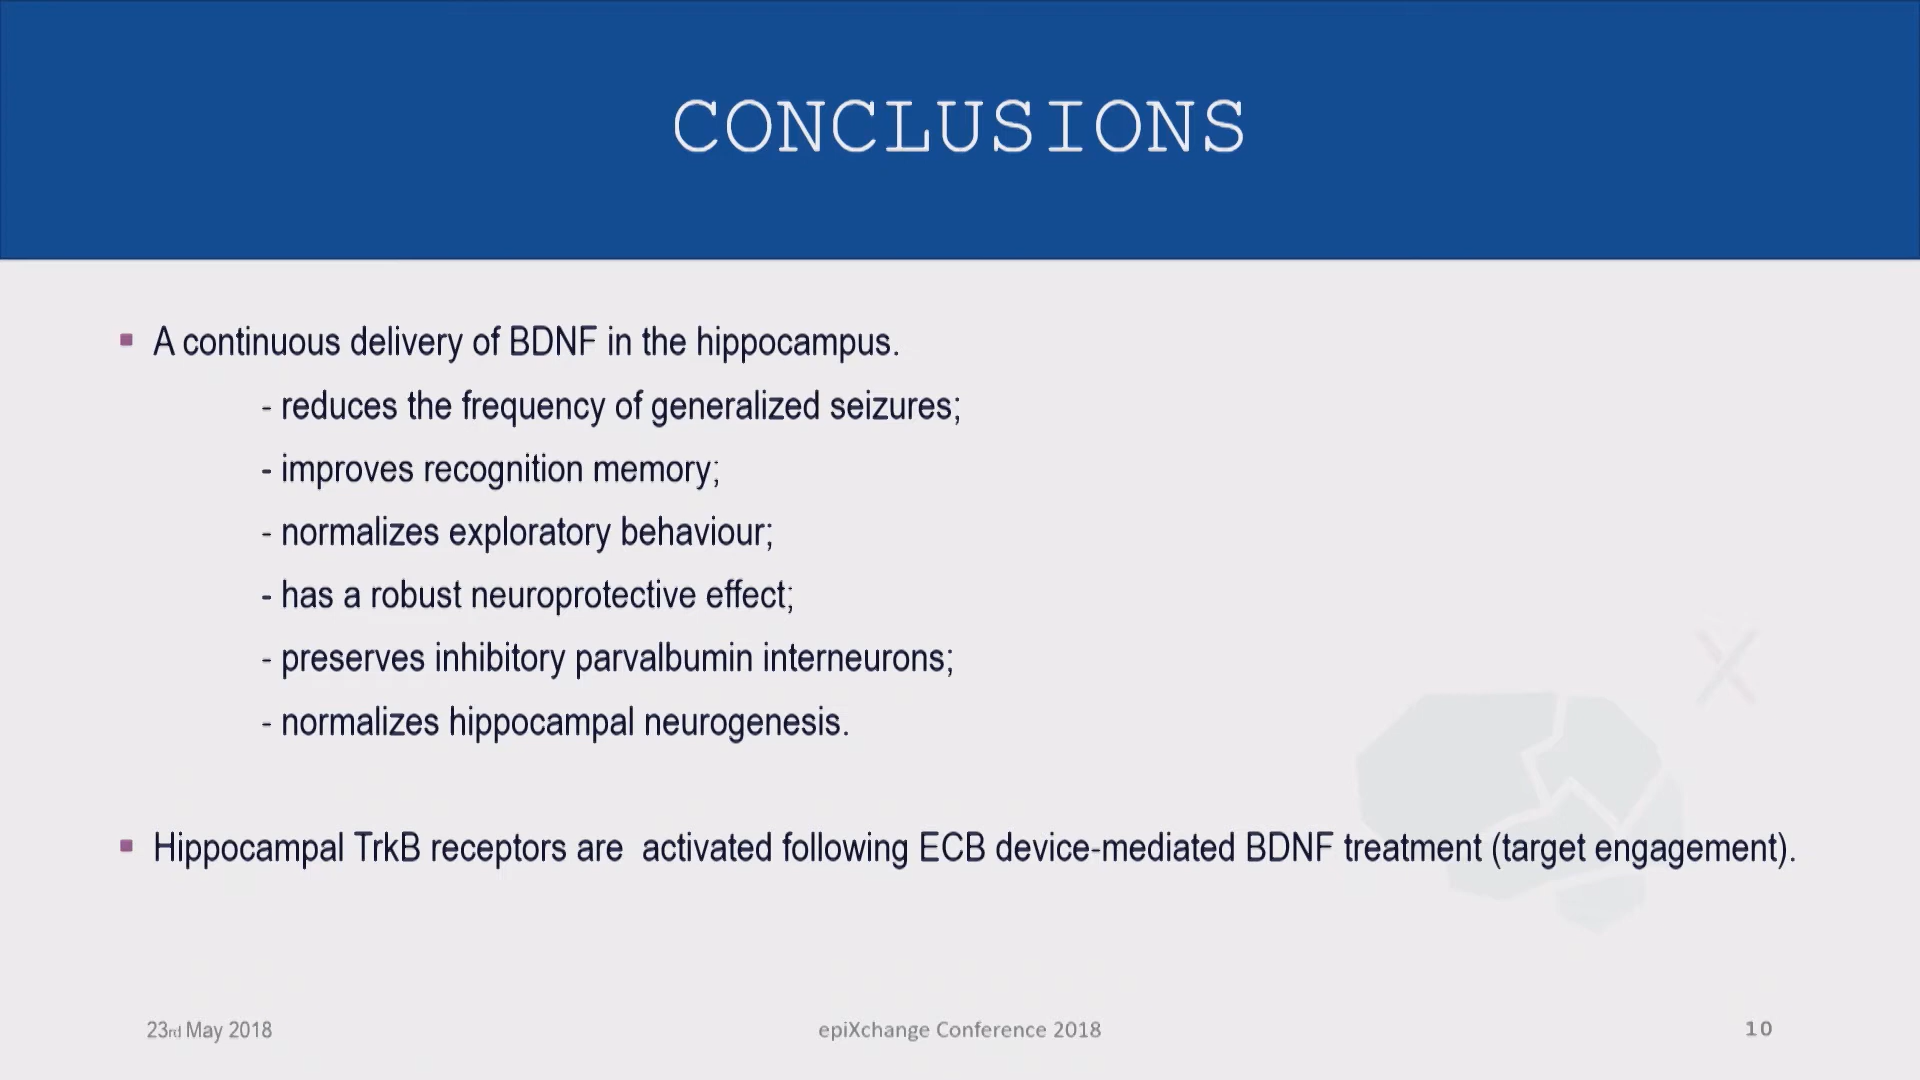 CONCLUSIONS
▪ A continuous delivery of BDNF in the hippocampus.
- reduces the frequency of generalized seizures;
- improves recognition memory;
- normalizes exploratory behaviour;
- has a robust neuroprotective effect;
- preserves inhibitory parvalbumin interneurons;
- normalizes hippocampal neurogenesis.
X
▪ Hippocampal TrkB receptors are  activated following ECB device-mediated BDNF treatment (target engagement).
23rd May 2018
epiXchange Conference 2018
10